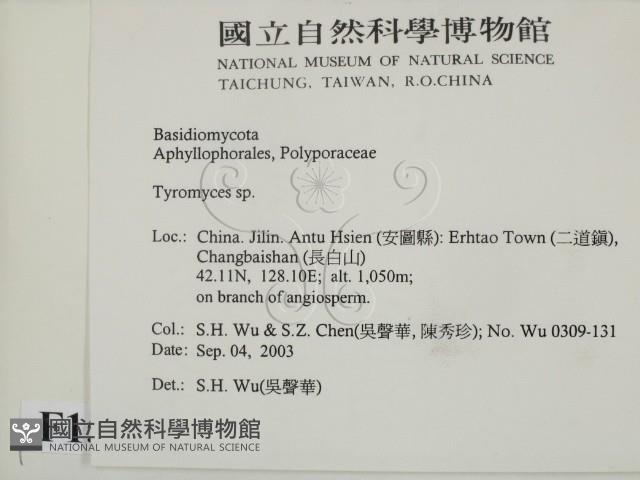 國立自然科學博物館
NATIONAL MUSEUM OF NATURAL SCIENCE
TAICHUNG, TAIWAN, R.O.CHINA
Basidiomycota
Aphyllophorales, Polyporaceae
Tyromyces sp.
Loc.: China. Jilin. Antu Hsien (安圖縣): Erhtao Town (二道鎮),
Changbaishan (長白山)
42.11N, 128.10E; alt. 1,050m;
on branch of angiosperm.
Col.: S.H. Wu & S.Z. Chen(吳聲華, 陳秀珍); No. Wu 0309-131
Date: Sep. 04, 2003
Det.: S.H. Wu(吳聲華)
國立自然科學博物館
NATIONAL MUSEUM OF NATURAL SCIENCE